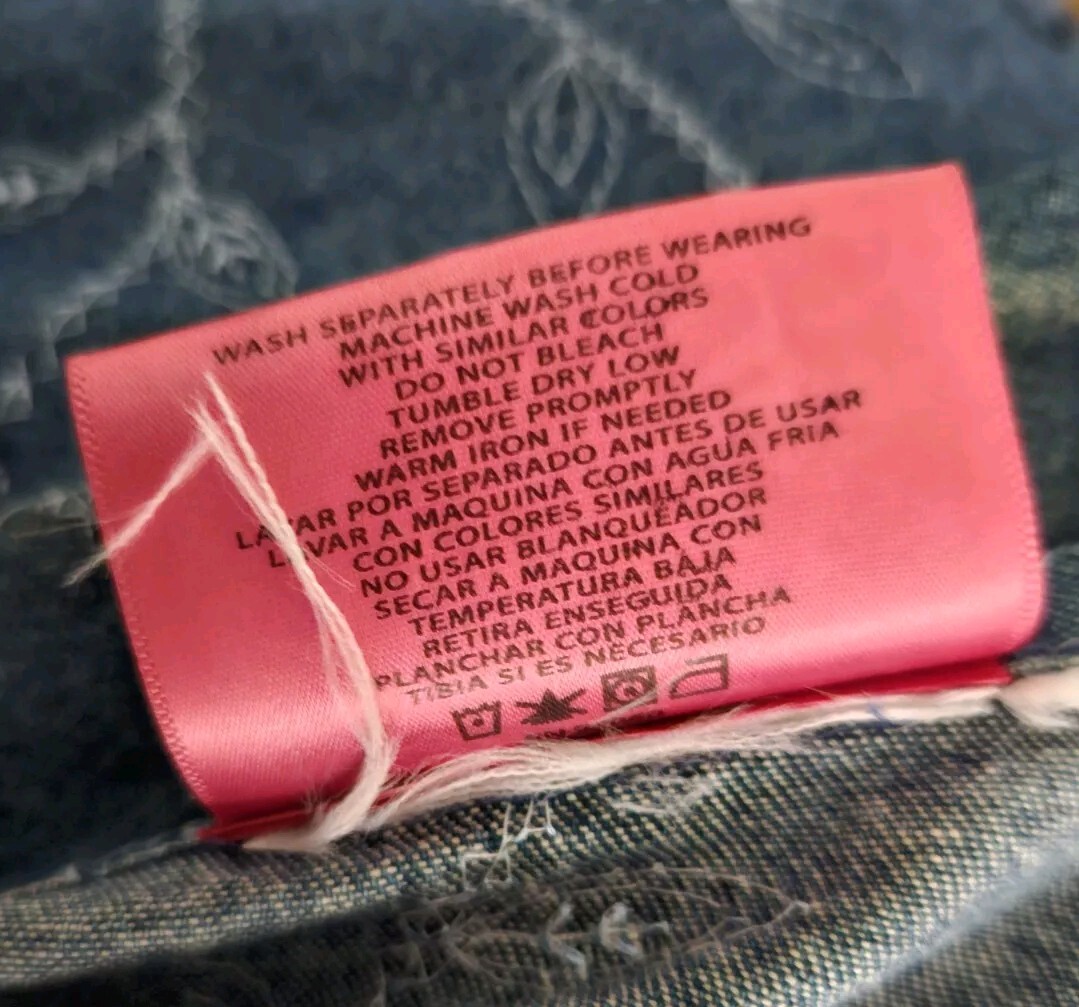 WASH SEPARATELY BEFORE WEARING
MACHINE WASH COLD
WITH SIMILAR COLORS
DO NOT BLEACH
TUMBLE DRY LOW
REMOVE PROMPTLY
WARM IRON IF NEEDED
LAVAR POR SEPARADO ANTES DE USAR
LAVAR A MAQUINA CON AGUA FRIA
CON COLORES SIMILARES
NO USAR BLANQUEADOR
SECAR A MAQUINA CON
TEMPERATURA BAJA
RETIRA ENSEGUIDA
PLANCHAR CON PLANCHA
TIBIA SI ES NECESARIO